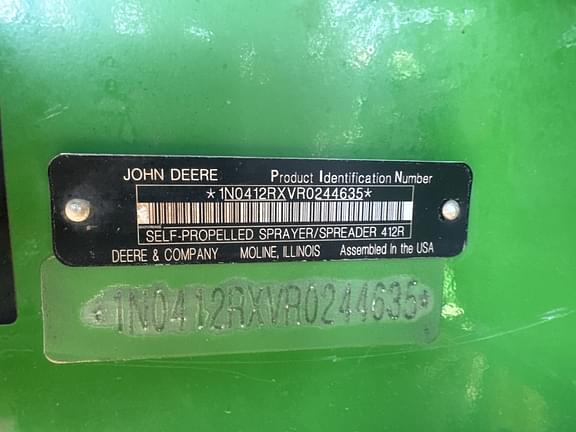 JOHN DEERE Product Identification Number
*1N0412RXVR0244635*
SELF-PROPELLED SPRAYER/SPREADER 412R
DEERE & COMPANY MOLINE, ILLINOIS Assembled In the USA
*1N0412RXVR0244635*